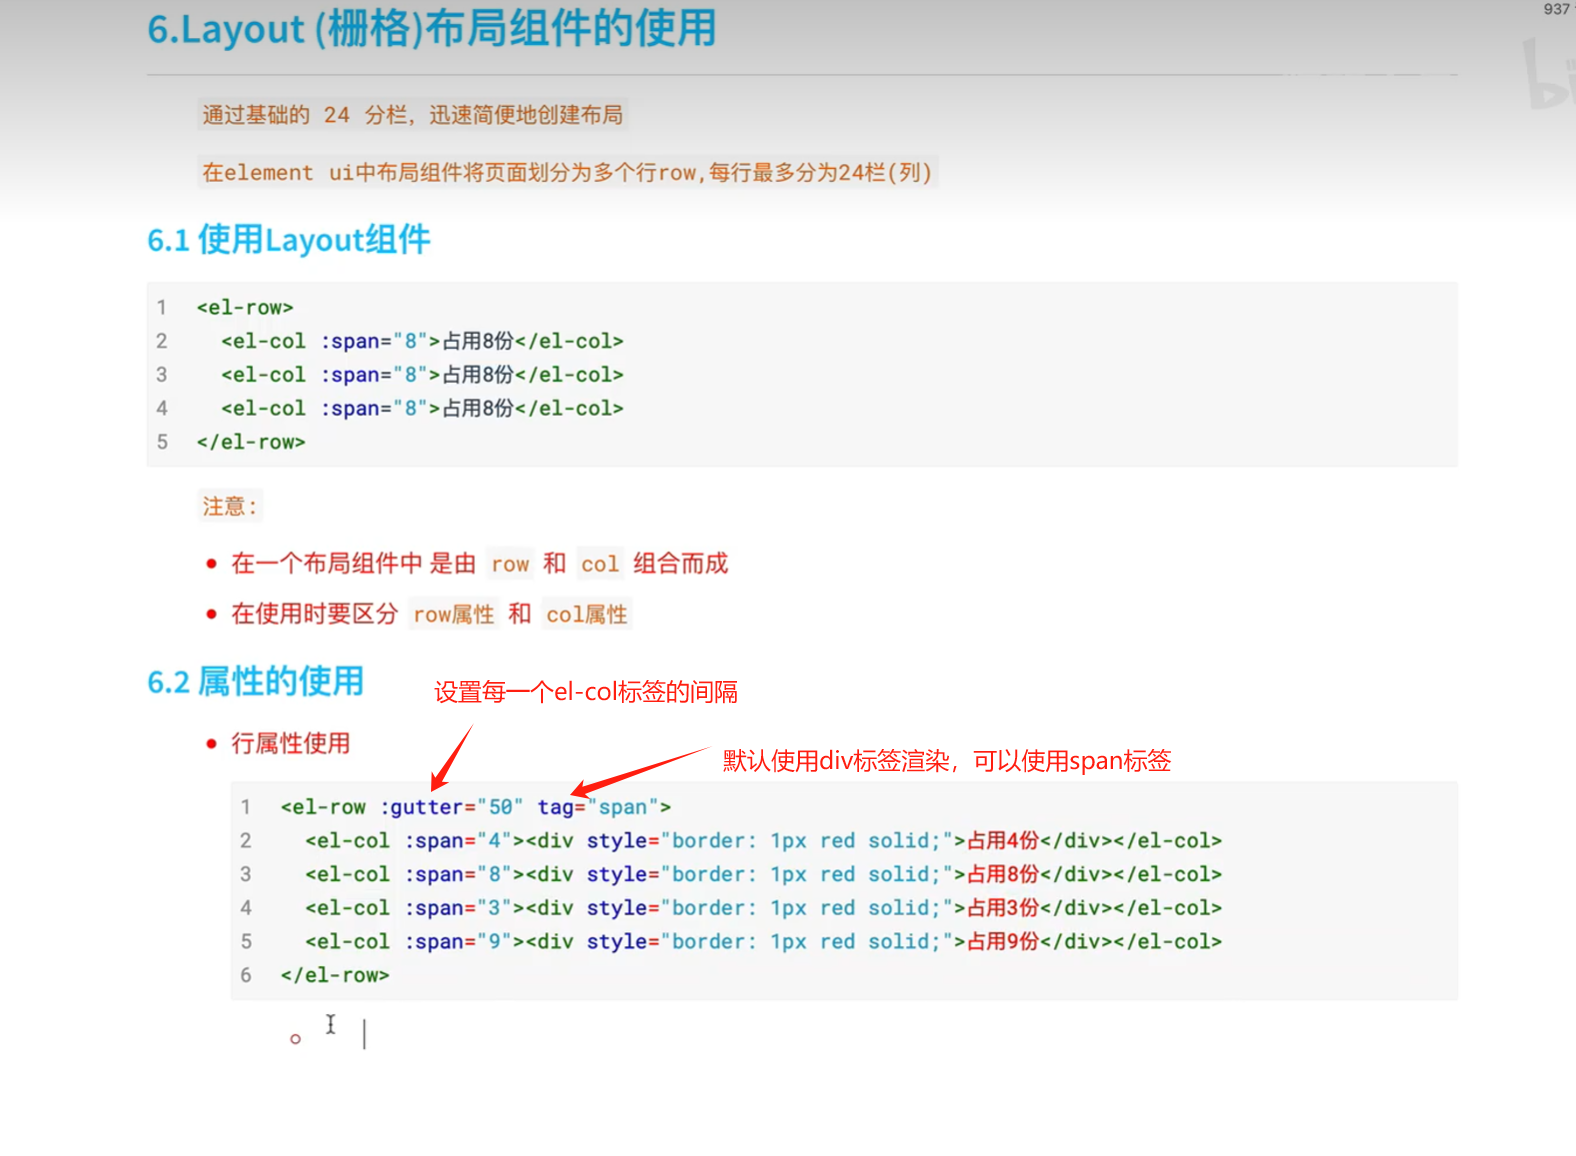 937
6.Layout (栅格)布局组件的使用
通过基础的 24 分栏，迅速简便地创建布局
在element ui中布局组件将页面划分为多个行row,每行最多分为24栏(列)
6.1 使用Layout组件
1 <el-row>
2 <el-col :span="8">占用8份</el-col>
3 <el-col :span="8">占用8份</el-col>
4 <el-col :span="8">占用8份</el-col>
5 </el-row>
注意:
在一个布局组件中 是由 row 和 col 组合而成
在使用时要区分 row属性 和 col属性
6.2 属性的使用
设置每一个el-col标签的间隔
行属性使用
默认使用div标签渲染，可以使用span标签
1 <el-row :gutter="50" tag="span">
2 <el-col :span="4"><div style="border: 1px red solid;">占用4份</div></el-col>
3 <el-col :span="8"><div style="border: 1px red solid;">占用8份</div></el-col>
4 <el-col :span="3"><div style="border: 1px red solid;">占用3份</div></el-col>
5 <el-col :span="9"><div style="border: 1px red solid;">占用9份</div></el-col>
6 </el-row>